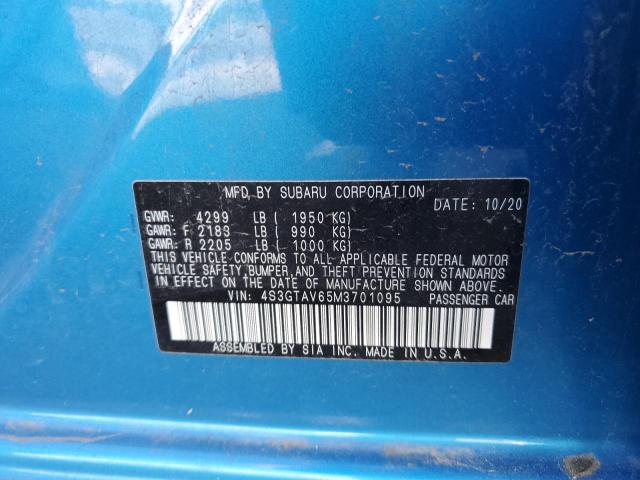 MFD. BY SUBARU CORPORATION
DATE: 10/20
GVWR: 4299 LB ( 1950 KG)
GAWR: F 2183 LB ( 990 KG)
GAWR: R 2205 LB ( 1000 KG)
THIS VEHICLE CONFORMS TO ALL APPLICABLE FEDERAL MOTOR
VEHICLE SAFETY, BUMPER, AND THEFT PREVENTION STANDARDS
IN EFFECT ON THE DATE OF MANUFACTURE SHOWN ABOVE.
VIN: 4S3GTAV65M3701095 PASSENGER CAR
ASSEMBLED BY SIA INC. MADE IN U.S.A.